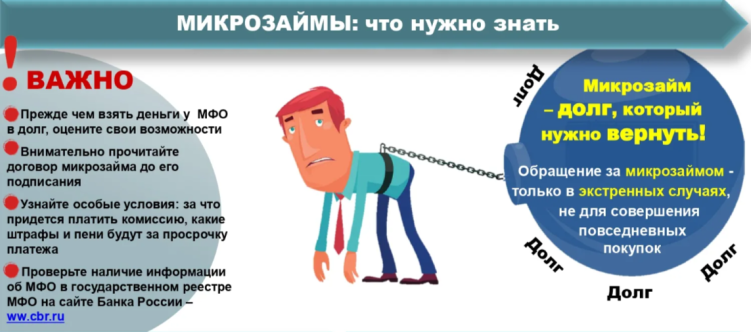 МИКРОЗАЙМЫ: что нужно знать
! ВАЖНО
Прежде чем взять деньги у МФО
в долг, оцените свои возможности
Внимательно прочитайте
договор микрозайма до его
подписания
Узнайте особые условия: за что
придется платить комиссию, какие
штрафы и пени будут за просрочку
платежа
Проверьте наличие информации
об МФО в государственном реестре
МФО на сайте Банка России –
ww.cbr.ru
Долг
Микрозайм
– долг, который
нужно вернуть!
Обращение за микрозаймом -
только в экстренных случаях,
не для совершения
повседневных
покупок
Долг
Долг
Долг